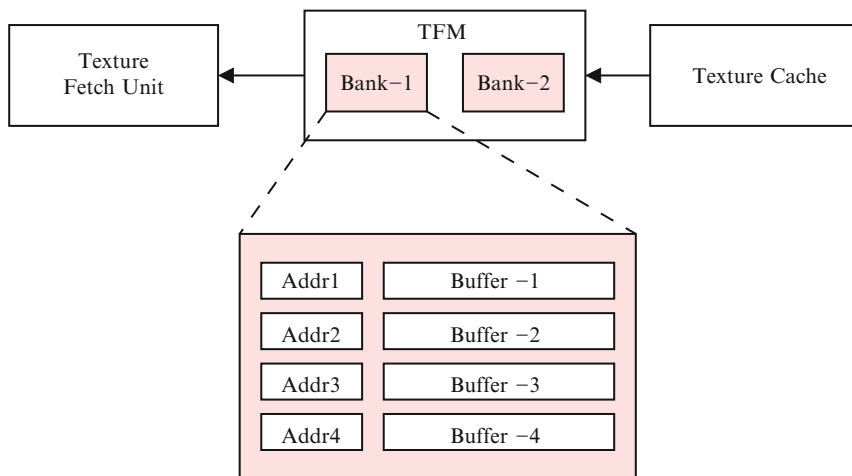 Texture
Fetch Unit
TFM
Bank−1
Bank−2
Texture Cache
Addr1
Buffer −1
Addr2
Buffer −2
Addr3
Buffer −3
Addr4
Buffer −4